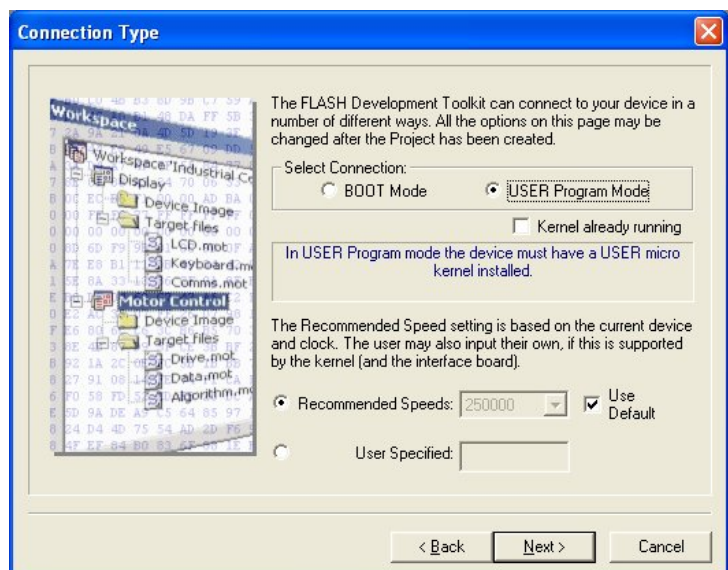 Connection Type
Workspace
Workspace 'Industrial Co
Display
Device Image
Target files
LCD.mot
Keyboard.m
Comms.mot
Motor Control
Device Image
Target files
Drive.mot
Data.mot
Algorithm.mo
The FLASH Development Toolkit can connect to your device in a
number of different ways. All the options on this page may be
changed after the Project has been created.
Select Connection:
BOOT Mode
USER Program Mode
Kernel already running
In USER Program mode the device must have a USER micro
kernel installed.
The Recommended Speed setting is based on the current device
and clock. The user may also input their own, if this is supported
by the kernel (and the interface board).
Recommended Speeds: 250000
Use
Default
User Specified:
< Back
Next >
Cancel